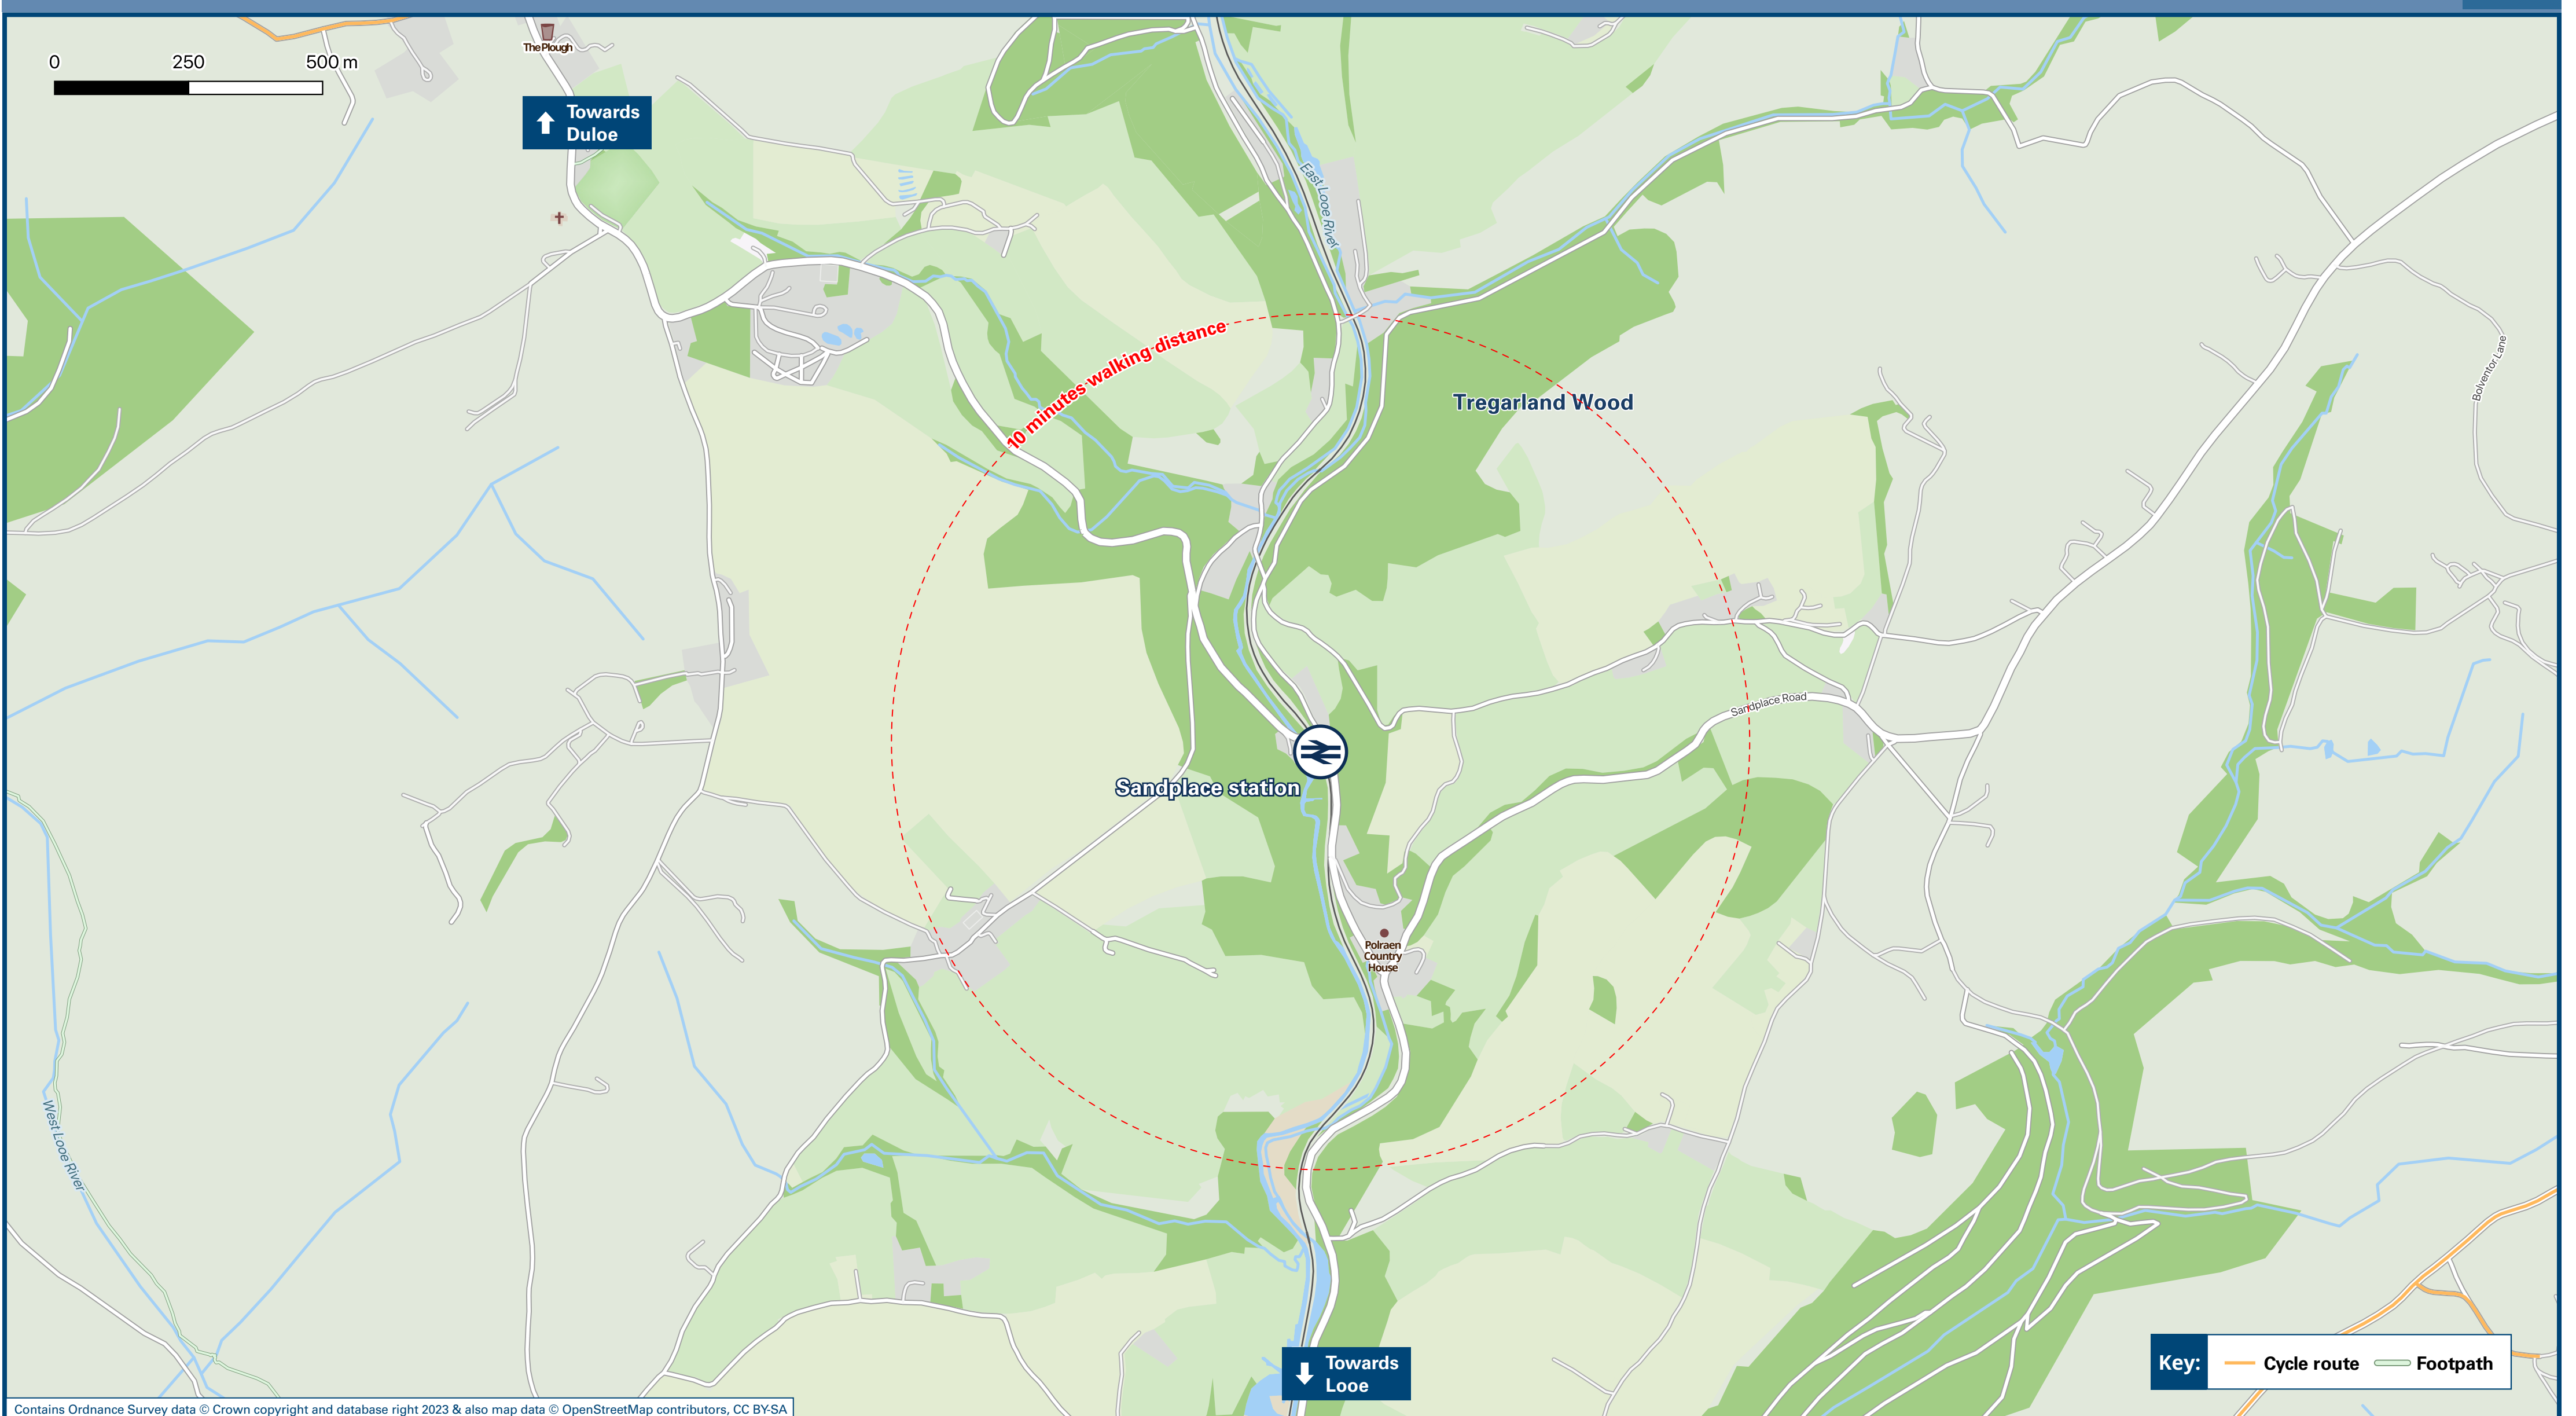 The Plough
0 250 500 m
Towards
Duloe
East Looe River
10 minutes walking distance
Tregarland Wood
Bolventor Lane
Sandplace Road
Sandplace station
Polraen
Country
House
West Looe River
Towards
Looe
Key: Cycle route Footpath
Contains Ordnance Survey data © Crown copyright and database right 2023 & also map data © OpenStreetMap contributors, CC BY-SA